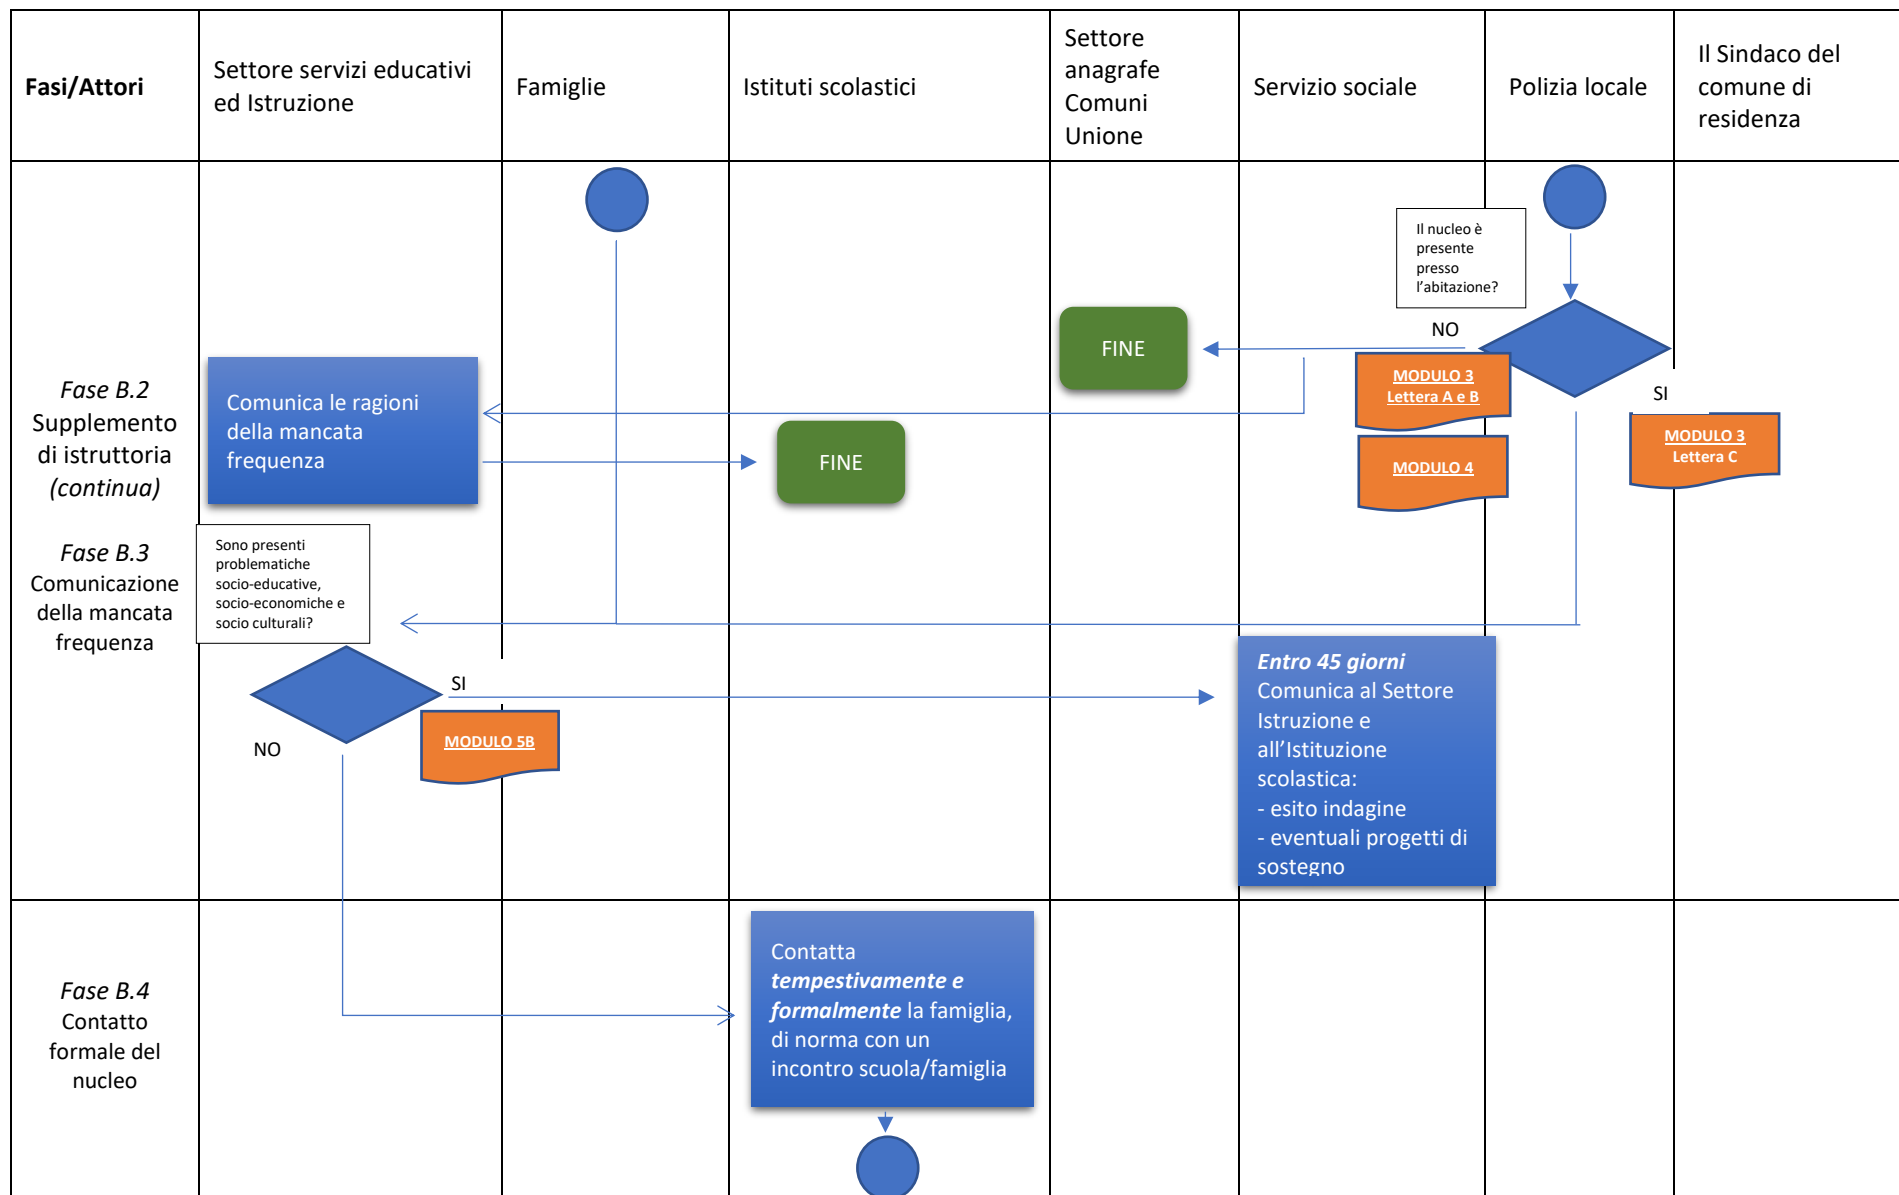 Fasi/Attori
Settore servizi educativi
ed Istruzione
Famiglie
Istituti scolastici
Settore
anagrafe
Comuni
Unione
Servizio sociale
Polizia locale
Il Sindaco del
comune di
residenza
Fase B.2
Supplemento
di istruttoria
(continua)
Fase B.3
Comunicazione
della mancata
frequenza
Il nucleo è
presente
presso
l'abitazione?
NO
SI
FINE
MODULO 3
Lettera A e B
MODULO 4
MODULO 3
Lettera C
Comunica le ragioni
della mancata
frequenza
FINE
Sono presenti
problematiche
socio-educative,
socio-economiche e
socio culturali?
SI
NO
MODULO 5B
Entro 45 giorni
Comunica al Settore
Istruzione e
all'Istituzione
scolastica:
- esito indagine
- eventuali progetti di
sostegno
Fase B.4
Contatto
formale del
nucleo
Contatta
tempestivamente e
formalmente la famiglia,
di norma con un
incontro scuola/famiglia